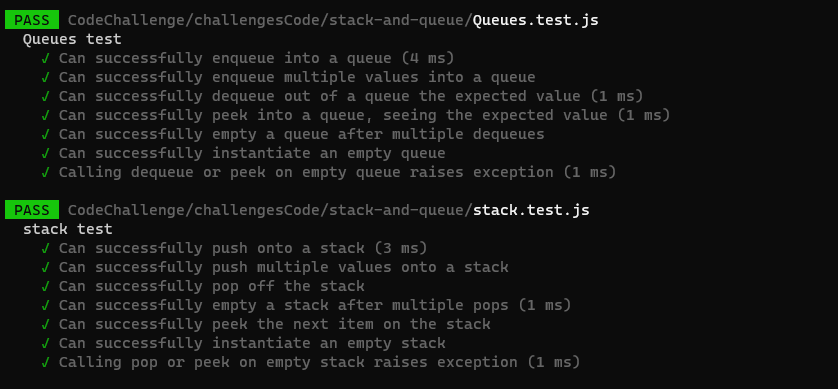 PASS CodeChallenge/challengesCode/stack-and-queue/Queues.test.js
Queues test
✓ Can successfully enqueue into a queue (4 ms)
✓ Can successfully enqueue multiple values into a queue
✓ Can successfully dequeue out of a queue the expected value (1 ms)
✓ Can successfully peek into a queue, seeing the expected value (1 ms)
✓ Can successfully empty a queue after multiple dequeues
✓ Can successfully instantiate an empty queue
✓ Calling dequeue or peek on empty queue raises exception (1 ms)
PASS CodeChallenge/challengesCode/stack-and-queue/stack.test.js
stack test
✓ Can successfully push onto a stack (3 ms)
✓ Can successfully push multiple values onto a stack
✓ Can successfully pop off the stack
✓ Can successfully empty a stack after multiple pops (1 ms)
✓ Can successfully peek the next item on the stack
✓ Can successfully instantiate an empty stack
✓ Calling pop or peek on empty stack raises exception (1 ms)